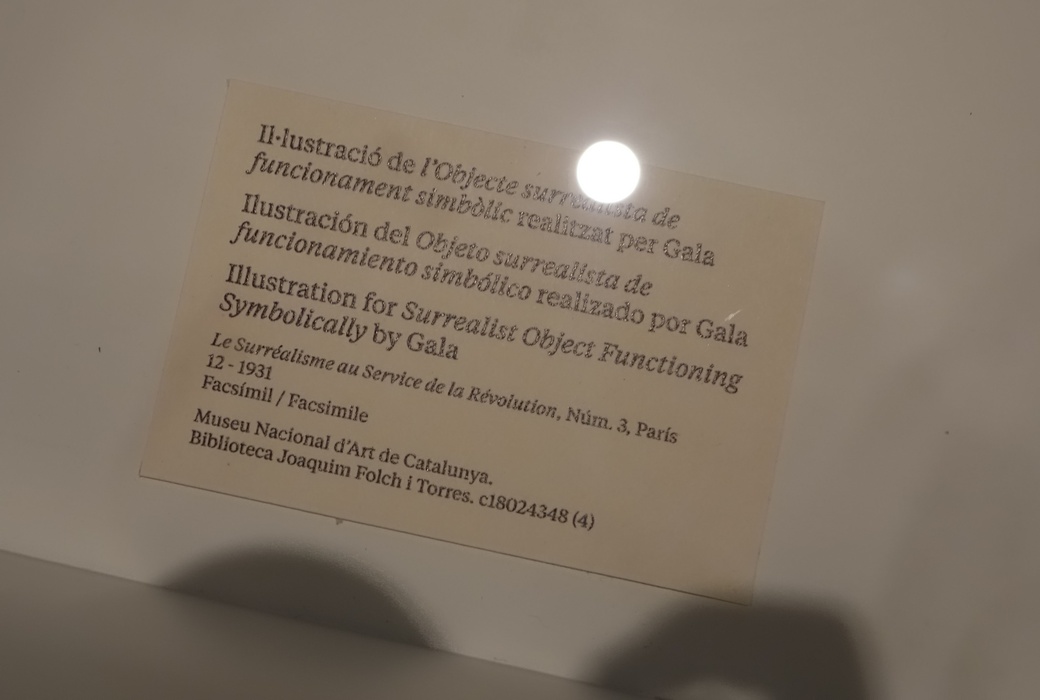 Il·lustració de l'Objecte surrealista de
funcionament simbòlic realitzat per Gala
Ilustración del Objeto surrealista de
funcionamiento simbólico realizado por Gala
Illustration for Surrealist Object Functioning
Symbolically by Gala
Le Surréalisme au Service de la Révolution, Núm. 3, París
12 - 1931
Facsímil / Facsimile
Museu Nacional d'Art de Catalunya.
Biblioteca Joaquim Folch i Torres. c18024348 (4)